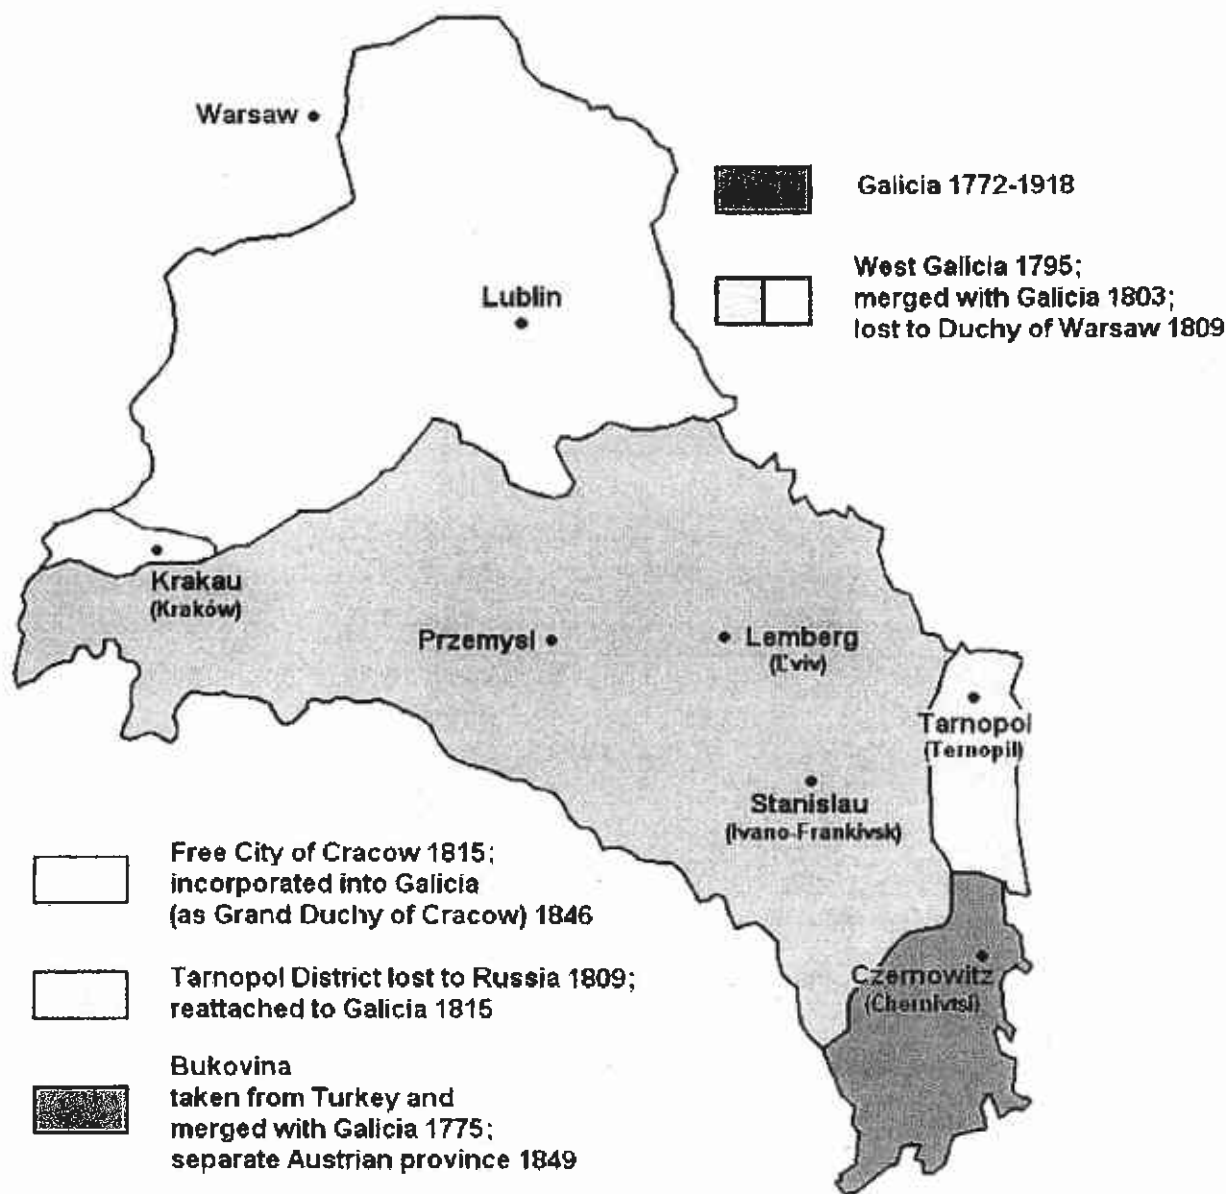 Warsaw
Galicia 1772-1918
West Galicia 1795;
merged with Galicia 1803;
lost to Duchy of Warsaw 1809
Lublin
Krakau
(Kraków)
Przemysl
Lemberg
(L'viv)
Tarnopol
(Ternopil)
Stanislau
(Ivano-Frankivsk)
Free City of Cracow 1815;
incorporated into Galicia
(as Grand Duchy of Cracow) 1846
Czernowitz
(Chernivtsi)
Tarnopol District lost to Russia 1809;
reattached to Galicia 1815
Bukovina
taken from Turkey and
merged with Galicia 1775;
separate Austrian province 1849